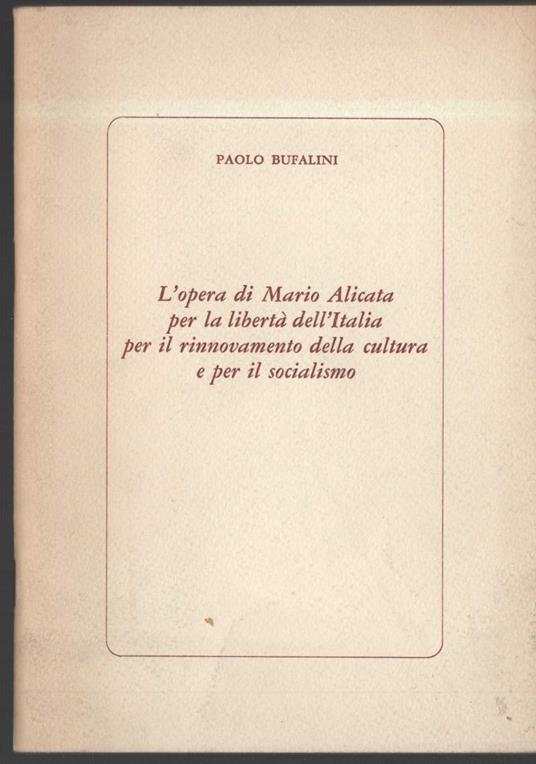 PAOLO BUFALINI
L'opera di Mario Alicata
per la libertà dell'Italia
per il rinnovamento della cultura
e per il socialismo